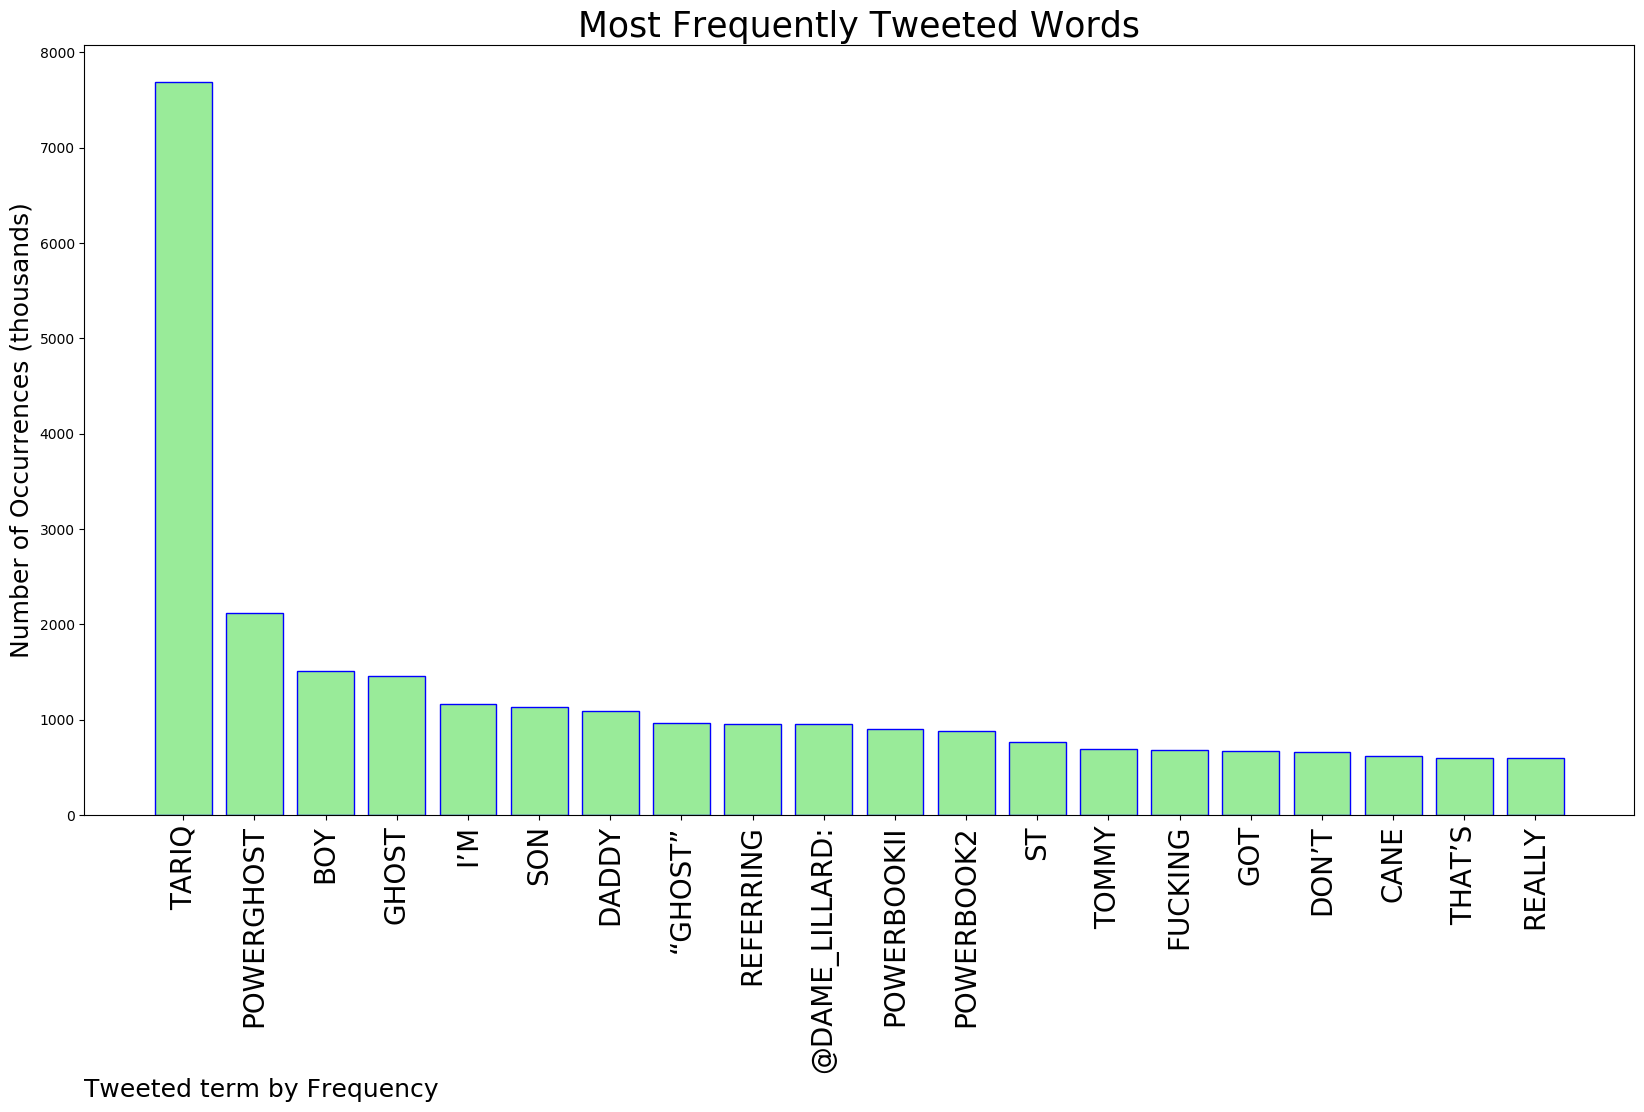 Most Frequently Tweeted Words
Number of Occurrences (thousands)
8000
7000
6000
5000
4000
3000
2000
1000
0
TARIQ
POWERGHOST
BOY
GHOST
I’M
SON
DADDY
“GHOST”
REFERRING
@DAME_LILLARD:
POWERBOOKII
POWERBOOK2
ST
TOMMY
FUCKING
GOT
DON’T
CANE
THAT’S
REALLY
Tweeted term by Frequency